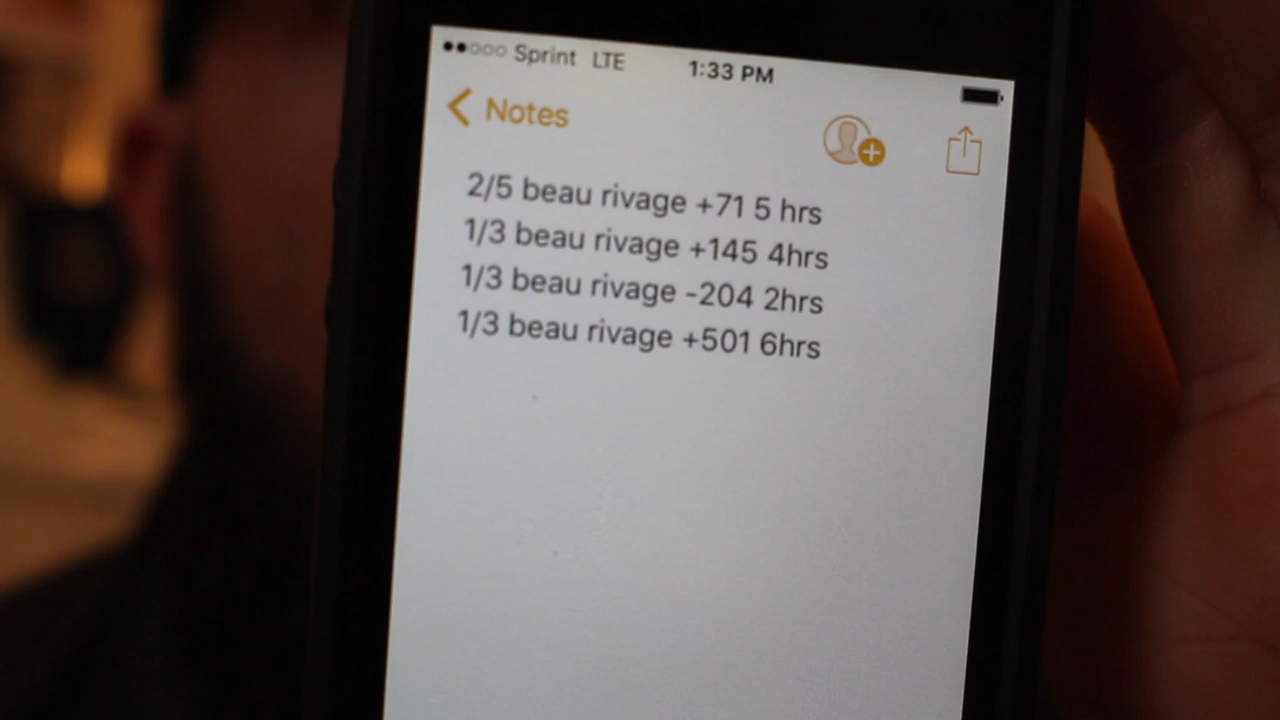 Sprint LTE 1:33 PM
Notes
2/5 beau rivage +71 5 hrs
1/3 beau rivage +145 4hrs
1/3 beau rivage -204 2hrs
1/3 beau rivage +501 6hrs